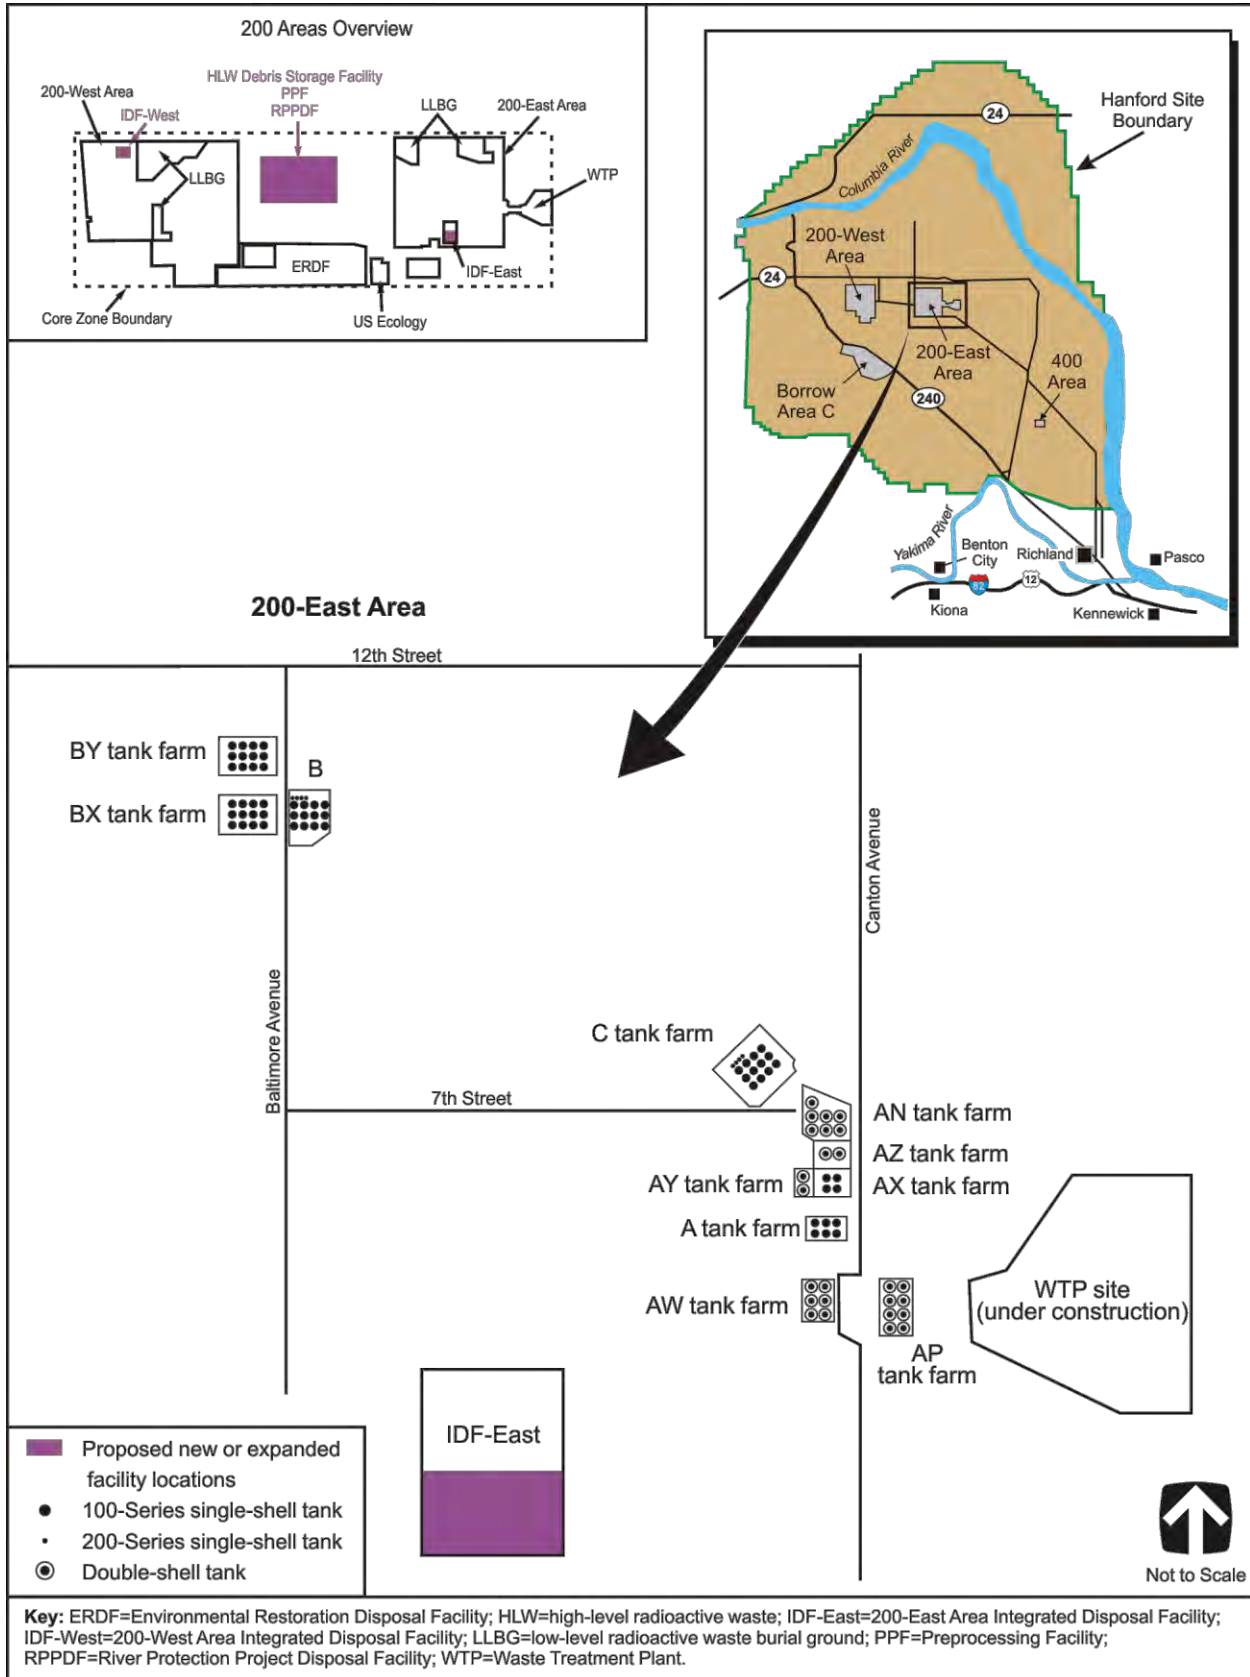 200 Areas Overview
HLW Debris Storage Facility
PPF
RPPDF
200-West Area
IDF-West
LLBG
200-East Area
LLBG
WTP
ERDF
IDF-East
Core Zone Boundary
US Ecology
Hanford Site
Boundary
24
Columbia River
200-West
Area
24
200-East
Area
400
Area
Borrow
Area C
240
Yakima River
Benton
City
Richland
Pasco
82
12
Kiona
Kennewick
200-East Area
12th Street
BY tank farm
B
BX tank farm
Canton Avenue
Baltimore Avenue
C tank farm
7th Street
AN tank farm
AZ tank farm
AY tank farm
AX tank farm
A tank farm
AW tank farm
WTP site
(under construction)
AP
tank farm
IDF-East
Proposed new or expanded
facility locations
100-Series single-shell tank
200-Series single-shell tank
Double-shell tank
Not to Scale
Key: ERDF=Environmental Restoration Disposal Facility; HLW=high-level radioactive waste; IDF-East=200-East Area Integrated Disposal Facility;
IDF-West=200-West Area Integrated Disposal Facility; LLBG=low-level radioactive waste burial ground; PPF=Preprocessing Facility;
RPPDF=River Protection Project Disposal Facility; WTP=Waste Treatment Plant.